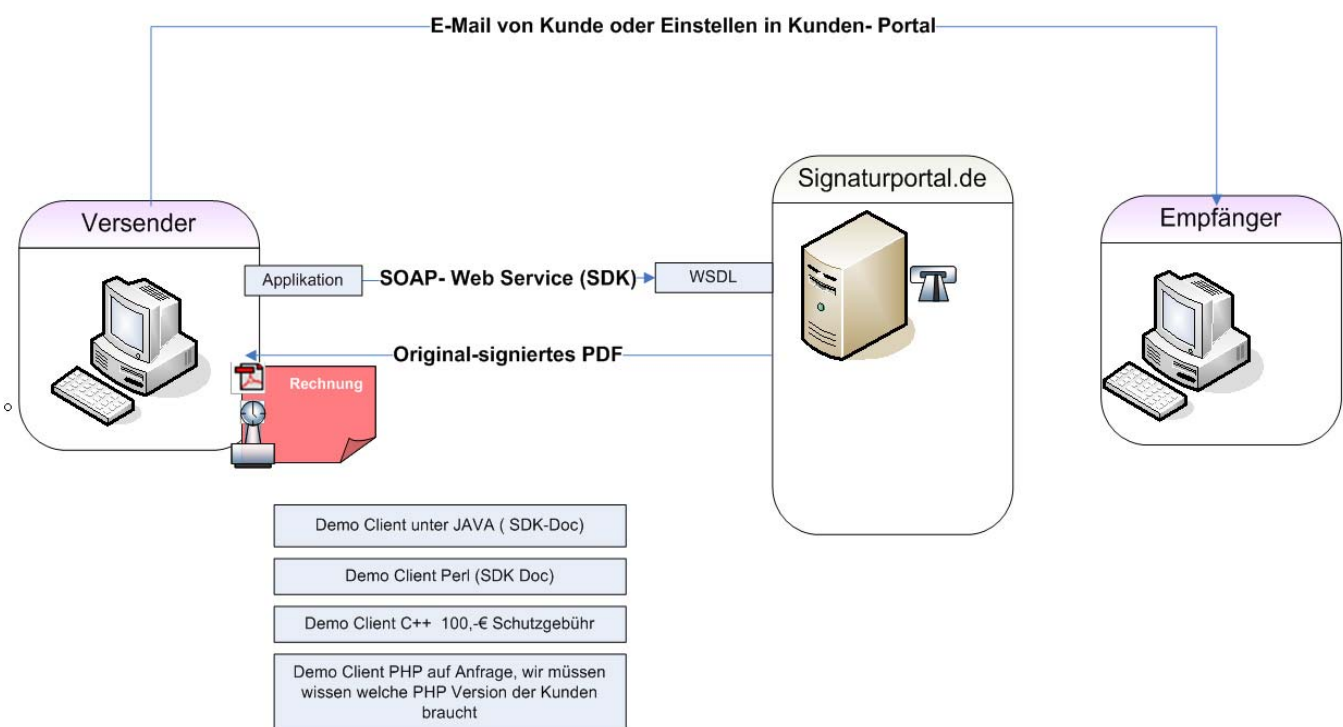 E-Mail von Kunde oder Einstellen in Kunden- Portal
Signaturportal.de
Versender
Empfänger
Applikation
SOAP- Web Service (SDK)
WSDL
Original-signiertes PDF
Rechnung
Demo Client unter JAVA ( SDK-Doc)
Demo Client Perl (SDK Doc)
Demo Client C++ 100,-€ Schutzgebühr
Demo Client PHP auf Anfrage, wir müssen
wissen welche PHP Version der Kunden
braucht